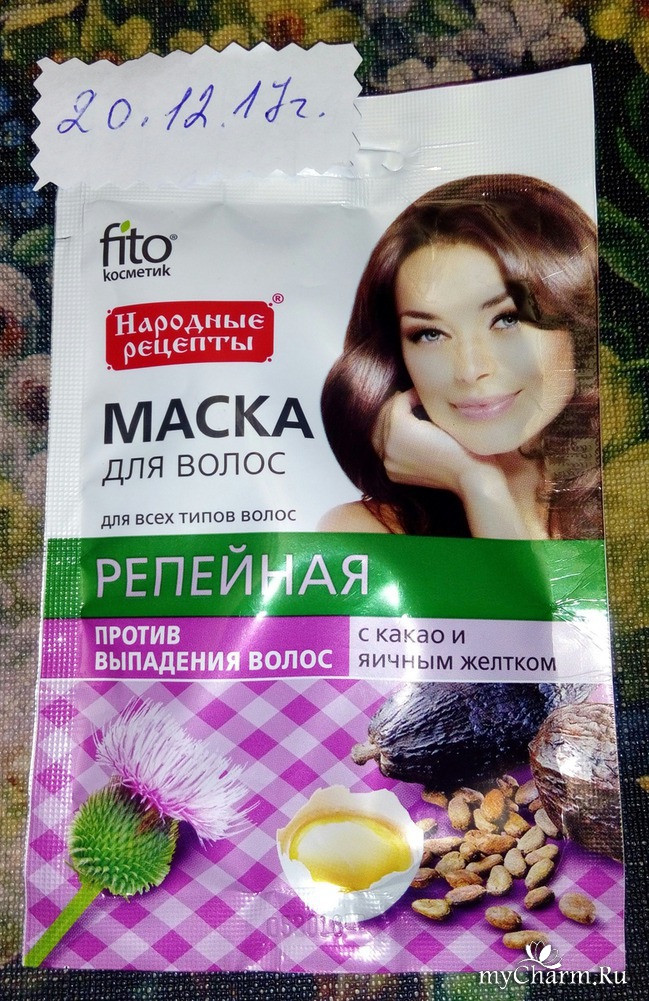 20.12.17г.
fito®
косметик
Народные®
рецепты
МАСКА
ДЛЯ ВОЛОС
для всех типов волос
РЕПЕЙНАЯ
ПРОТИВ
ВЫПАДЕНИЯ ВОЛОС
с какао и
яичным желтком
myCharm.Ru